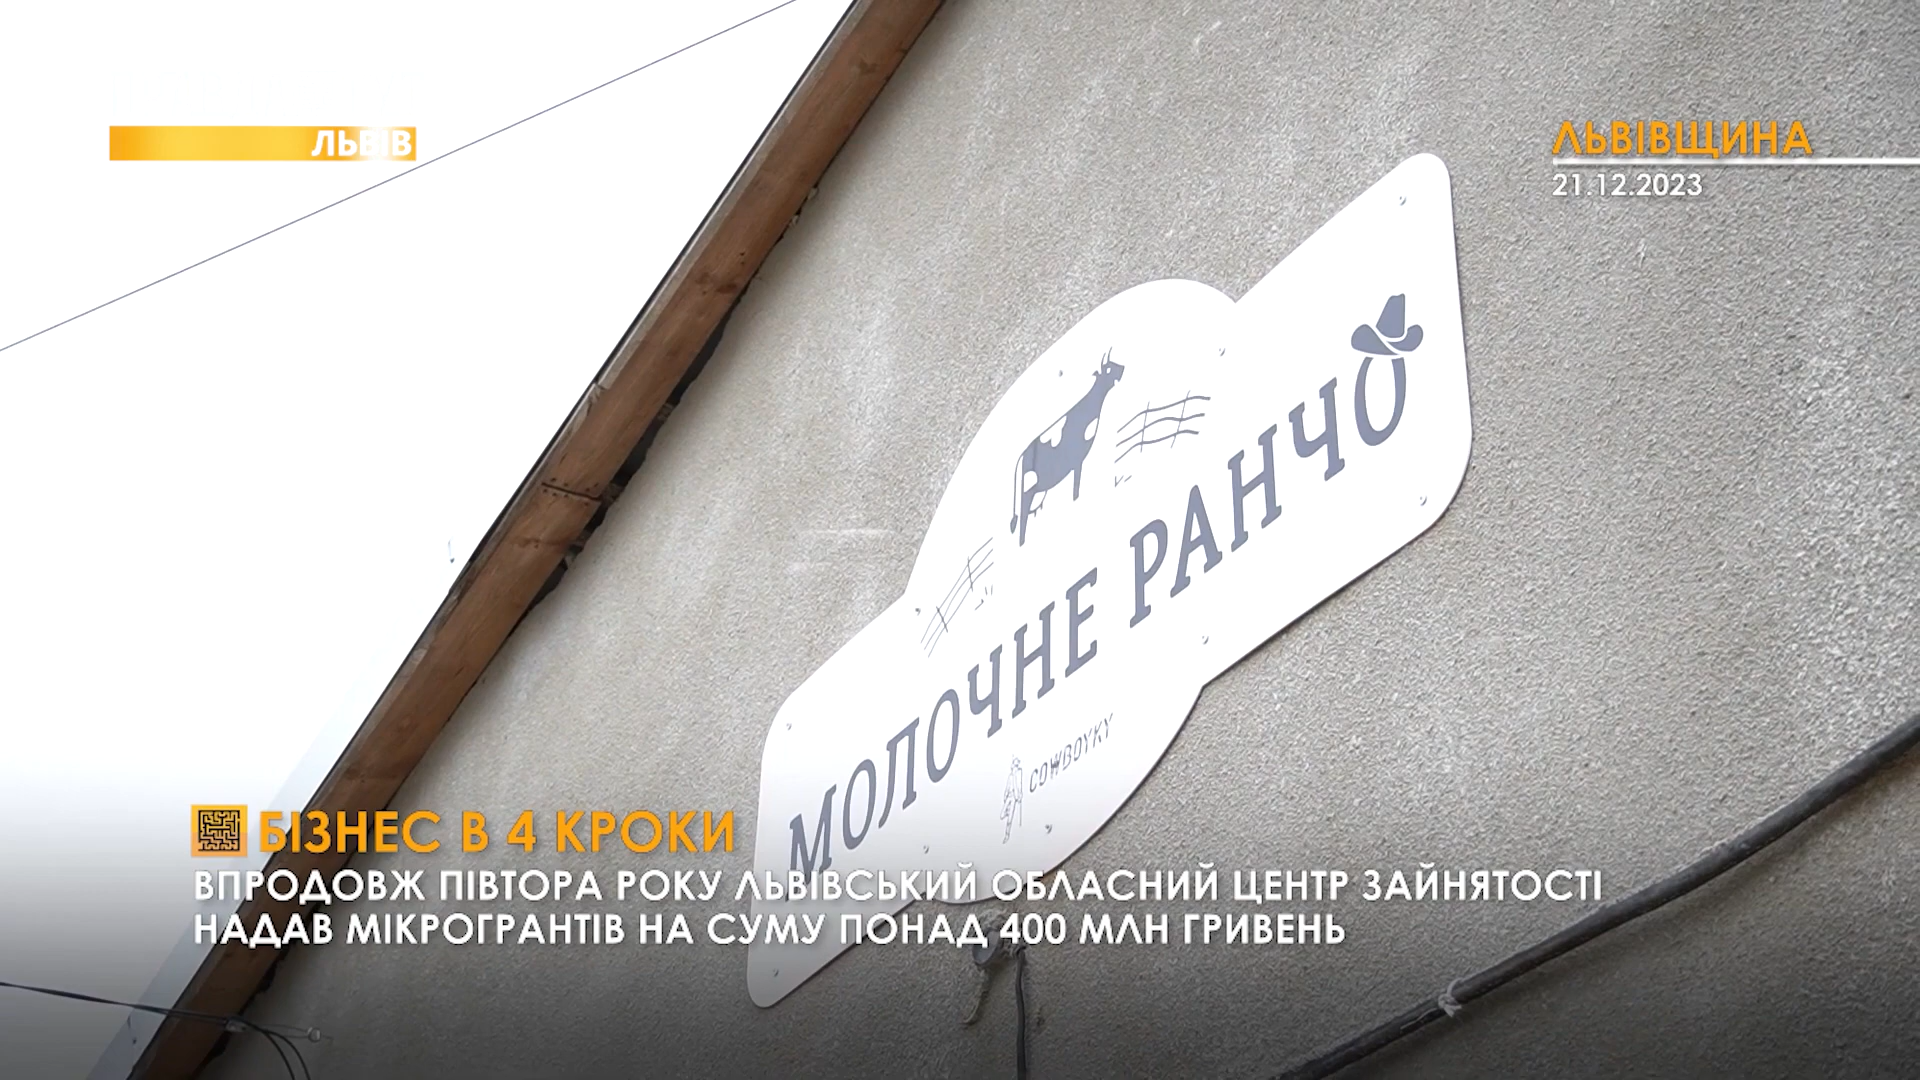 ЛЬВІВ
ЛЬВІВЩИНА
21.12.2023
МОЛОЧНЕ РАНЧО
COWBOYKY
БІЗНЕС В 4 КРОКИ
ВПРОДОВЖ ПІВТОРА РОКУ ЛЬВІВСЬКИЙ ОБЛАСНИЙ ЦЕНТР ЗАЙНЯТОСТІ
НАДАВ МІКРОГРАНТІВ НА СУМУ ПОНАД 400 МЛН ГРИВЕНЬ